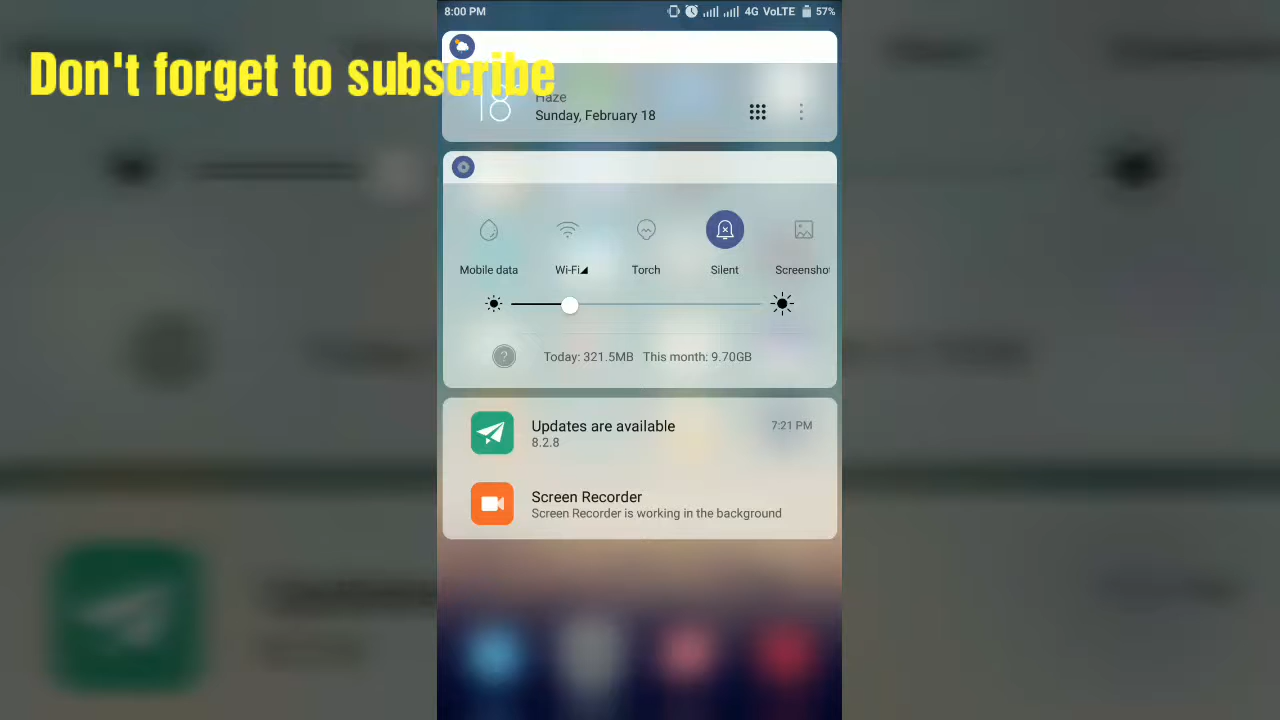 8:00 PM 4G VoLTE 57%
Don't forget to subscribe
18
Haze
Sunday, February 18
Mobile data Wi-Fi Torch Silent Screenshot
? Today: 321.5MB This month: 9.70GB
Updates are available 7:21 PM
8.2.8
Screen Recorder
Screen Recorder is working in the background